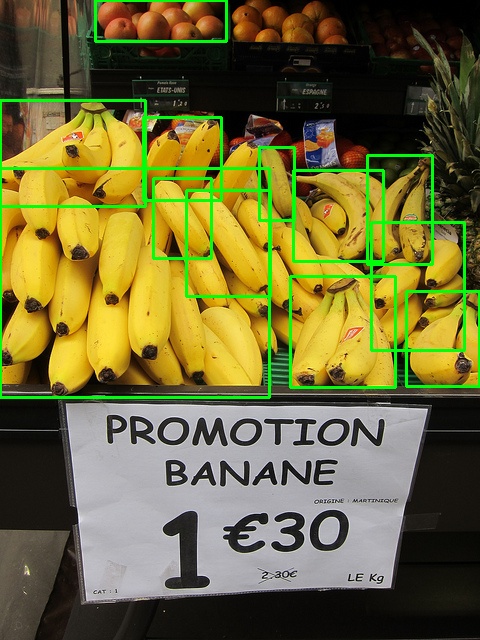 ETATS-UNIS
ESPAGNE
PROMOTION
BANANE
ORIGINE : MARTINIQUE
1 €30
2.30€
LE Kg
CAT : 1